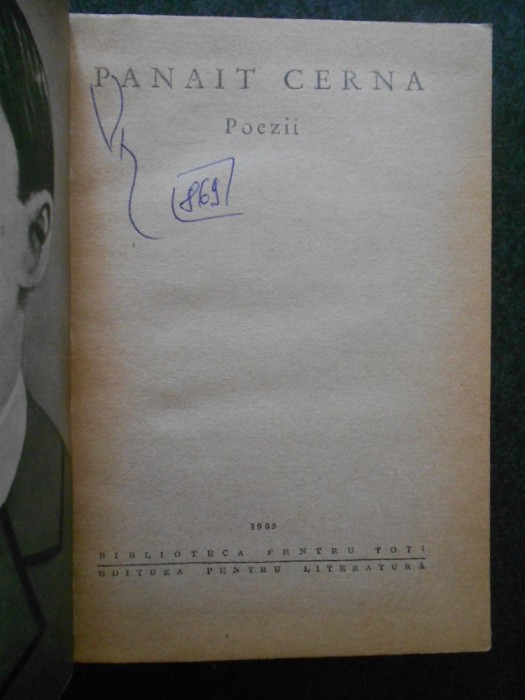 PANAIT CERNA
Poezii
869
1965
BIBLIOTECA PENTRU TOȚI
EDITURA PENTRU LITERATURĂ